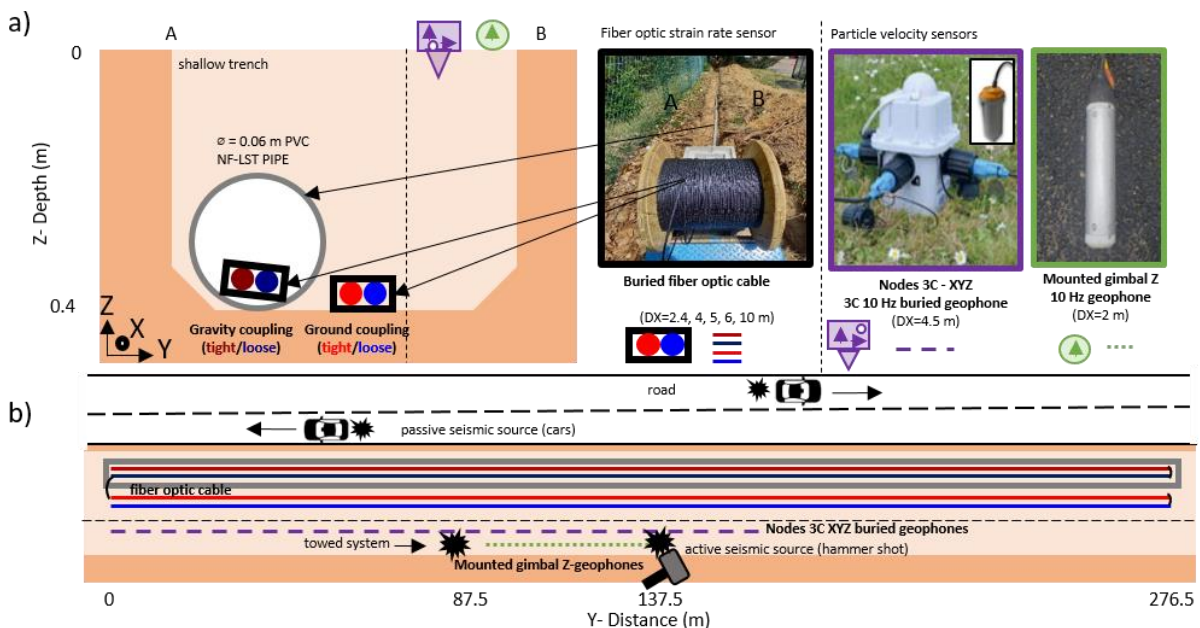 a)
A
B
0
shallow trench
ø = 0.06 m PVC
NF-LST PIPE
Z- Depth (m)
0.4
Z
X
Y
Gravity coupling
(tight/loose)
Ground coupling
(tight/loose)
Fiber optic strain rate sensor
A
B
Buried fiber optic cable
(DX=2.4, 4, 5, 6, 10 m)
Particle velocity sensors
Nodes 3C - XYZ
3C 10 Hz buried geophone
(DX=4.5 m)
Mounted gimbal Z
10 Hz geophone
(DX=2 m)
b)
road
passive seismic source (cars)
fiber optic cable
Nodes 3C XYZ buried geophones
towed system
active seismic source (hammer shot)
Mounted gimbal Z-geophones
0
87.5
137.5
276.5
Y- Distance (m)